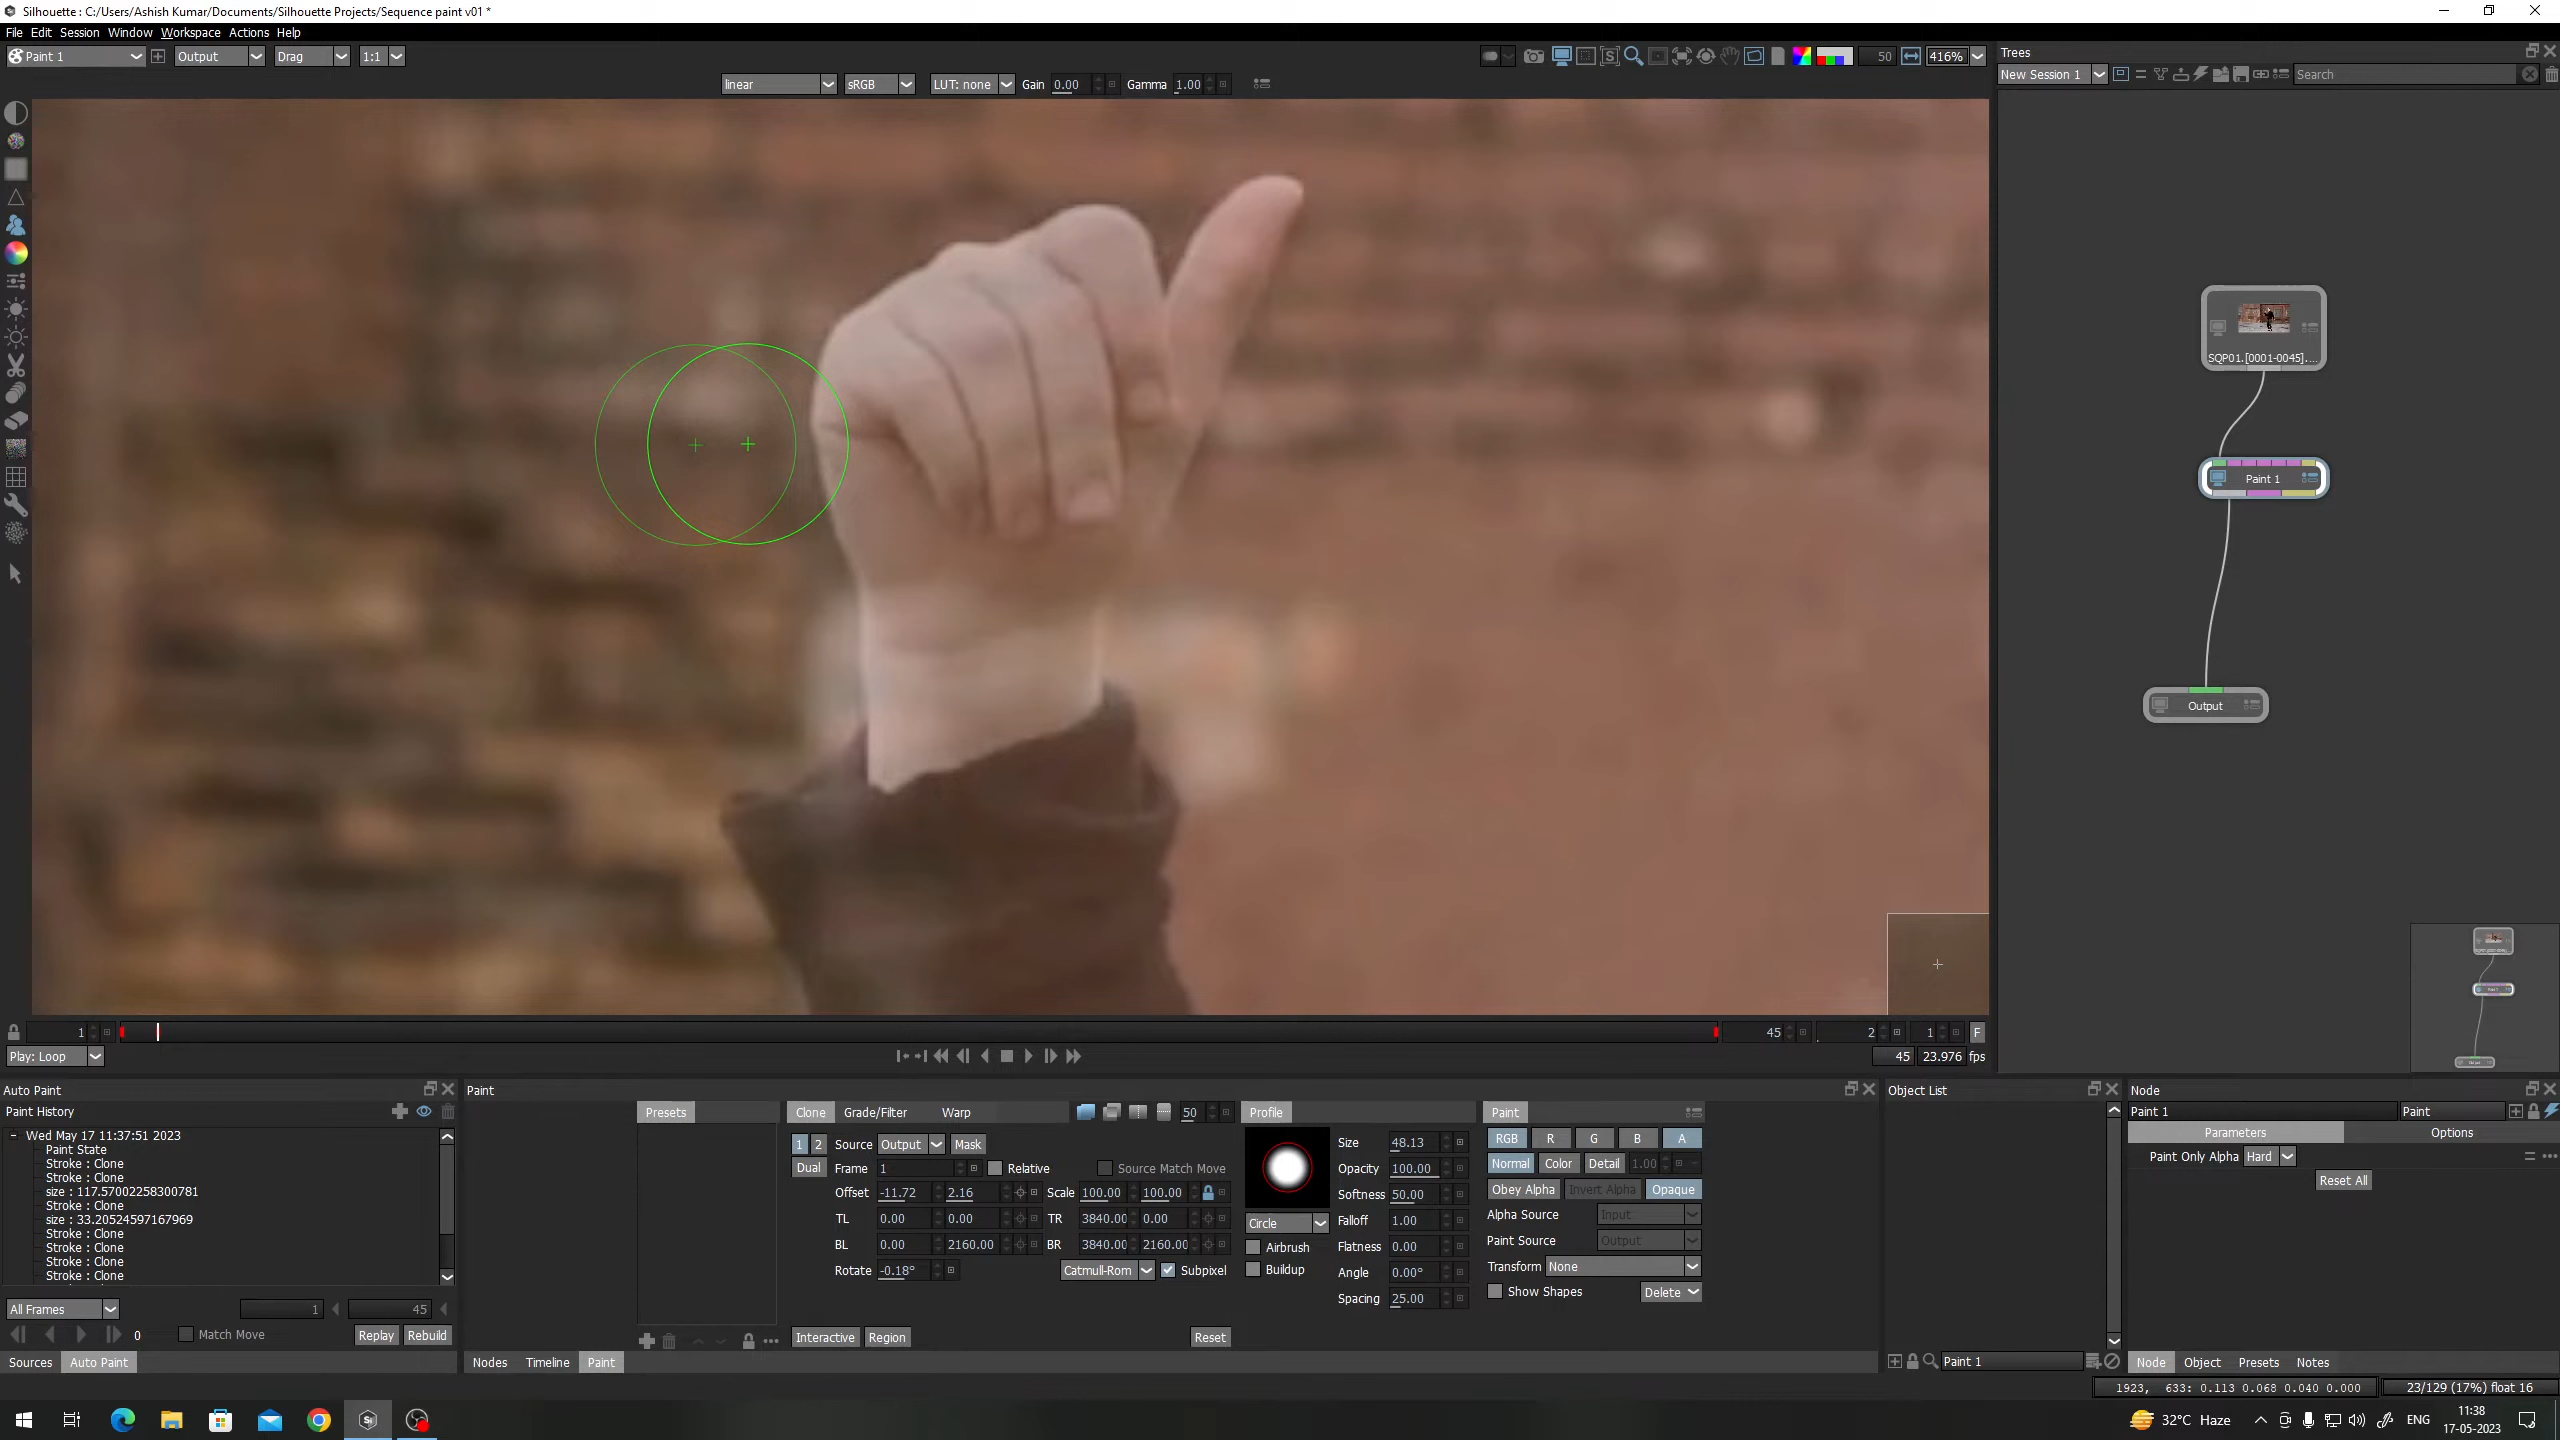 Silhouette : C:/Users/Ashish Kumar/Documents/Silhouette Projects/Sequence paint v01 *
File Edit Session Window Workspace Actions Help
Paint 1 Output Drag 1:1 50 416%
linear sRGB LUT: none Gain 0.00 Gamma 1.00
Trees
New Session 1 Search
SQP01.[0001-0045]....
Paint 1
Output
1 45 2 1 F
Play: Loop 45 23.976 fps
Auto Paint
Paint History
Wed May 17 11:37:51 2023
Paint State
Stroke : Clone
Stroke : Clone
size : 117.57002258300781
Stroke : Clone
size : 33.20524597167969
Stroke : Clone
Stroke : Clone
Stroke : Clone
Stroke : Clone
All Frames 1 45
0 Match Move Replay Rebuild
Sources Auto Paint
Paint
Presets
Clone Grade/Filter Warp 50
1 2 Source Output Mask
Dual Frame 1 Relative Source Match Move
Offset -11.72 2.16 Scale 100.00 100.00
TL 0.00 0.00 TR 3840.00 0.00
BL 0.00 2160.00 BR 3840.00 2160.00
Rotate -0.18° Catmull-Rom Subpixel
Interactive Region Reset
Profile
Circle
Airbrush
Buildup
Size 48.13
Opacity 100.00
Softness 50.00
Falloff 1.00
Flatness 0.00
Angle 0.00°
Spacing 25.00
Paint
RGB R G B A
Normal Color Detail 1.00
Obey Alpha Invert Alpha Opaque
Alpha Source Input
Paint Source Output
Transform None
Show Shapes Delete
Nodes Timeline Paint
Object List
Paint 1
Node
Paint 1 Paint
Parameters Options
Paint Only Alpha Hard
Reset All
Node Object Presets Notes
1923, 633: 0.113 0.068 0.040 0.000 23/129 (17%) float 16
32°C Haze ENG 11:38
17-05-2023